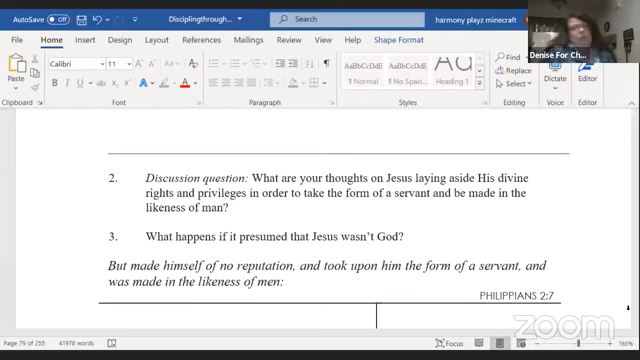 AutoSave Off Disciplingthrough... Search harmony playz minecraft
Denise For Ch...
File Home Insert Draw Design Layout References Mailings Review View Help Shape Format
Paste Calibri 11 A A Aa AaBbCcDdEe AaBbCcDdEe Find Replace Select Dictate Editor
¶ Normal ¶ No Spaci... Heading 1
Clipboard Font Paragraph Styles Editing Voice Editor
2. Discussion question: What are your thoughts on Jesus laying aside His divine
rights and privileges in order to take the form of a servant and be made in the
likeness of man?
3. What happens if it presumed that Jesus wasn't God?
But made himself of no reputation, and took upon him the form of a servant, and
was made in the likeness of men:
PHILIPPIANS 2:7
zoom
Page 79 of 255 41978 words Focus 165%